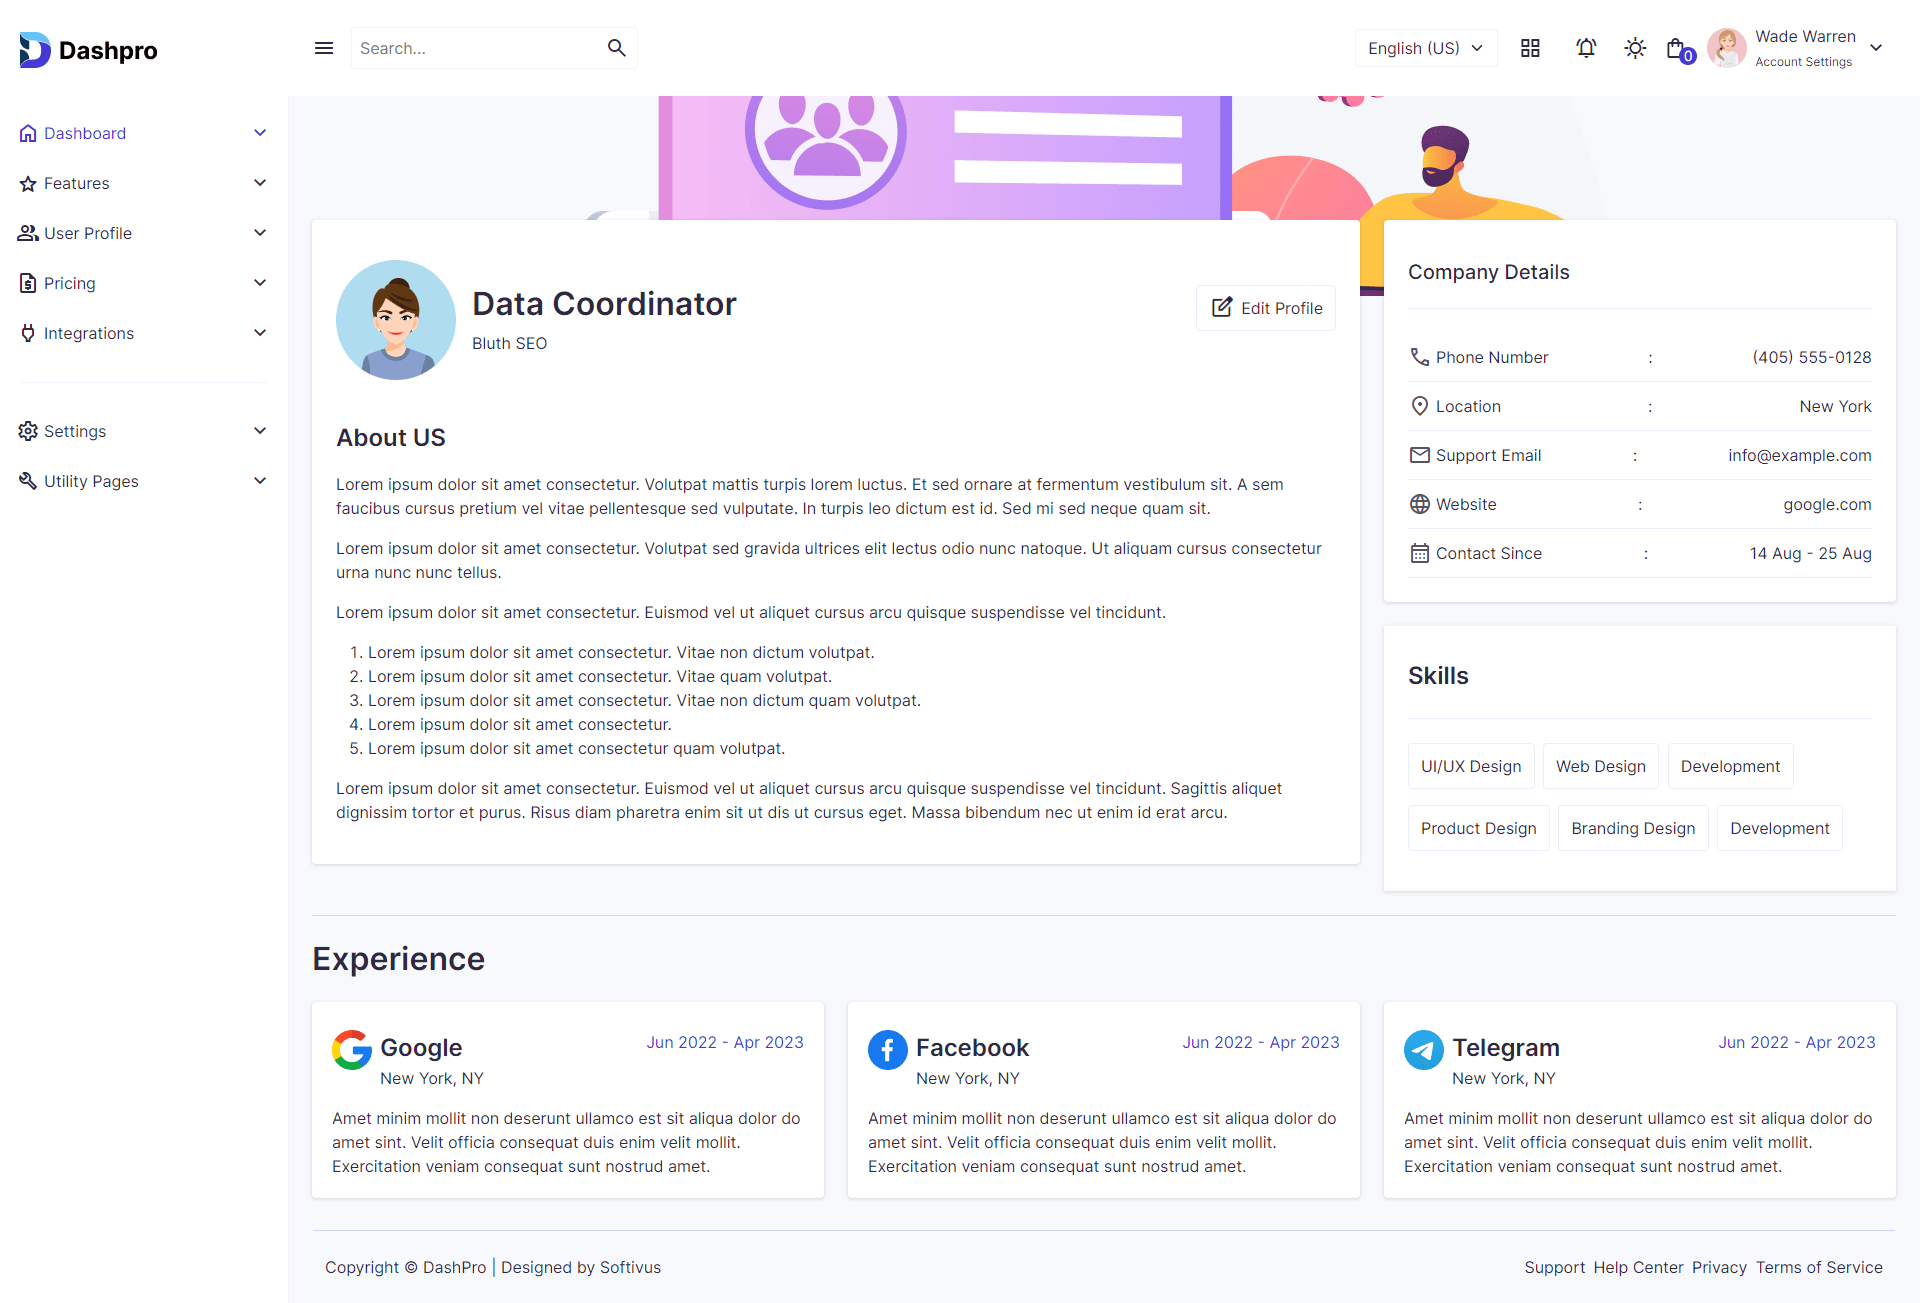 Dashpro
Search...
English (US)
0
Wade Warren
Account Settings
Dashboard
Features
User Profile
Pricing
Integrations
Settings
Utility Pages
Data Coordinator
Bluth SEO
Edit Profile
About US
Lorem ipsum dolor sit amet consectetur. Volutpat mattis turpis lorem luctus. Et sed ornare at fermentum vestibulum sit. A sem
faucibus cursus pretium vel vitae pellentesque sed vulputate. In turpis leo dictum est id. Sed mi sed neque quam sit.
Lorem ipsum dolor sit amet consectetur. Volutpat sed gravida ultrices elit lectus odio nunc natoque. Ut aliquam cursus consectetur
urna nunc nunc tellus.
Lorem ipsum dolor sit amet consectetur. Euismod vel ut aliquet cursus arcu quisque suspendisse vel tincidunt.
1. Lorem ipsum dolor sit amet consectetur. Vitae non dictum volutpat.
2. Lorem ipsum dolor sit amet consectetur. Vitae quam volutpat.
3. Lorem ipsum dolor sit amet consectetur. Vitae non dictum quam volutpat.
4. Lorem ipsum dolor sit amet consectetur.
5. Lorem ipsum dolor sit amet consectetur quam volutpat.
Lorem ipsum dolor sit amet consectetur. Euismod vel ut aliquet cursus arcu quisque suspendisse vel tincidunt. Sagittis aliquet
dignissim tortor et purus. Risus diam pharetra enim sit ut dis ut cursus eget. Massa bibendum nec ut enim id erat arcu.
Company Details
Phone Number : (405) 555-0128
Location : New York
Support Email : info@example.com
Website : google.com
Contact Since : 14 Aug - 25 Aug
Skills
UI/UX Design Web Design Development
Product Design Branding Design Development
Experience
Google Jun 2022 - Apr 2023
New York, NY
Amet minim mollit non deserunt ullamco est sit aliqua dolor do
amet sint. Velit officia consequat duis enim velit mollit.
Exercitation veniam consequat sunt nostrud amet.
Facebook Jun 2022 - Apr 2023
New York, NY
Amet minim mollit non deserunt ullamco est sit aliqua dolor do
amet sint. Velit officia consequat duis enim velit mollit.
Exercitation veniam consequat sunt nostrud amet.
Telegram Jun 2022 - Apr 2023
New York, NY
Amet minim mollit non deserunt ullamco est sit aliqua dolor do
amet sint. Velit officia consequat duis enim velit mollit.
Exercitation veniam consequat sunt nostrud amet.
Copyright © DashPro | Designed by Softivus
Support Help Center Privacy Terms of Service